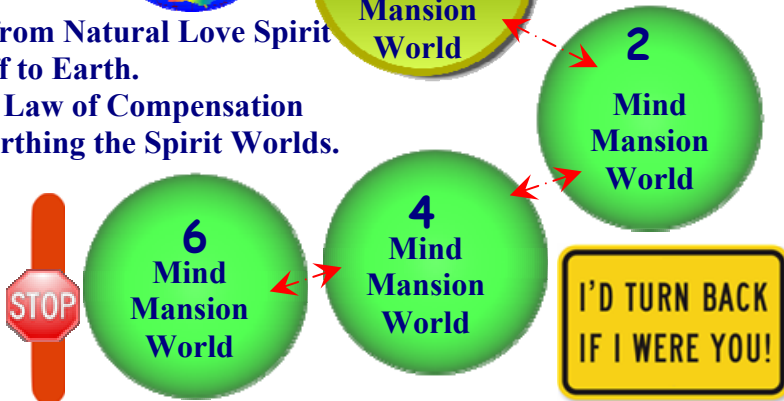 Mansion
World
from Natural Love Spirit
f to Earth.
Law of Compensation
rthing the Spirit Worlds.
2
Mind
Mansion
World
4
Mind
Mansion
World
6
Mind
Mansion
World
STOP
I'D TURN BACK
IF I WERE YOU!